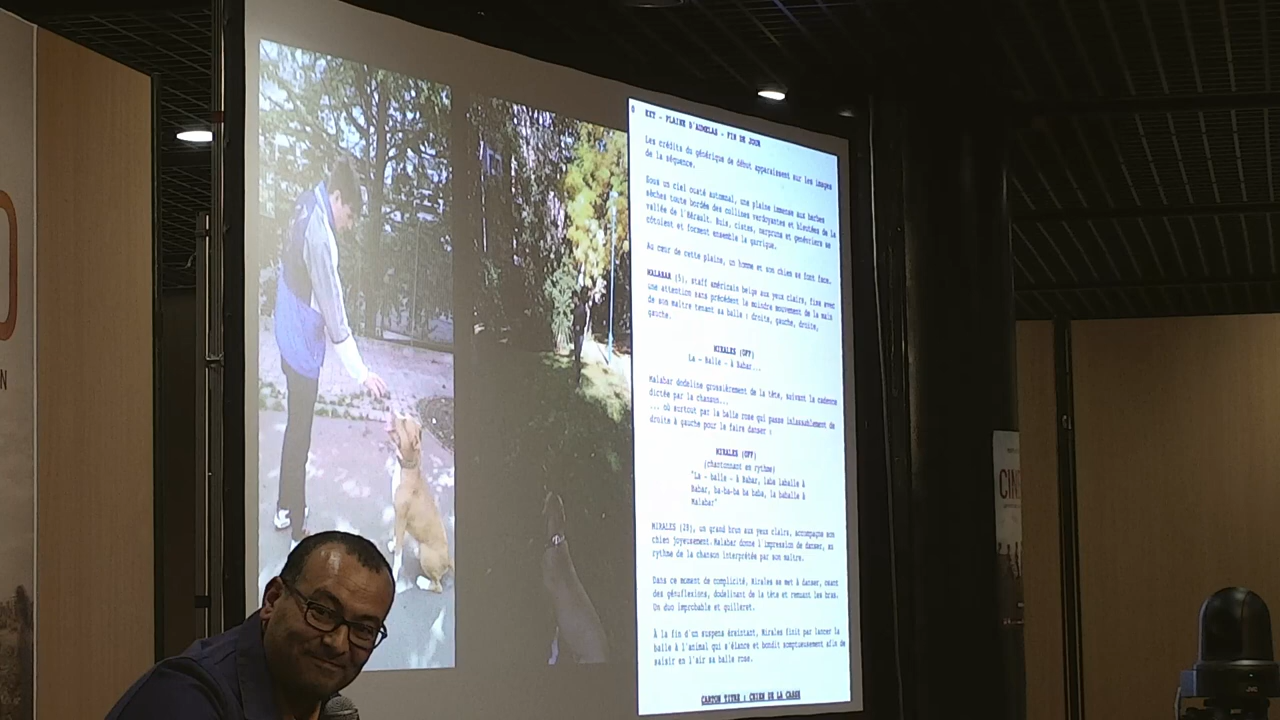 0 EXT - PLAINE D'AUMELAS - FIN DE JOUR
Les crédits du générique de début apparaissent sur les images
de la séquence.
Sous un ciel ouaté automnal, une plaine immense aux herbes
sèches toute bordée des collines verdoyantes et bleutées de la
vallée de l'Hérault. Buis, cistes, nerpruns et genévriers se
côtoient et forment ensemble la garrigue.
Au cœur de cette plaine, un homme et son chien se font face.
MALABAR (5), staff américain beige aux yeux clairs, fixe avec
une attention sans précédent le moindre mouvement de la main
de son maître tenant sa balle : droite, gauche, droite,
gauche.
MIRALES (OFF)
La - Balle - à Babar...
Malabar dodeline grossièrement de la tête, suivant la cadence
dictée par la chanson...
... où surtout par la balle rose qui passe inlassablement de
droite à gauche pour le faire danser :
MIRALES (OFF)
(chantonnant en rythme)
"La - balle - à Babar, laba laballe à
Babar, ba-ba-ba ba baba, la baballe à
Malabar"
MIRALES (28), un grand brun aux yeux clairs, accompagne son
chien joyeusement. Malabar donne l'impression de danser, au
rythme de la chanson interprétée par son maître.
Dans ce moment de complicité, Mirales se met à danser, osant
des génuflexions, dodelinant de la tête et remuant les bras.
Un duo improbable et guilleret.
À la fin d'un suspens éreintant, Mirales finit par lancer la
balle à l'animal qui s'élance et bondit somptueusement afin de
saisir en l'air sa balle rose.
CARTON TITRE : CHIEN DE LA CASSE
O
N
CINE
JVC